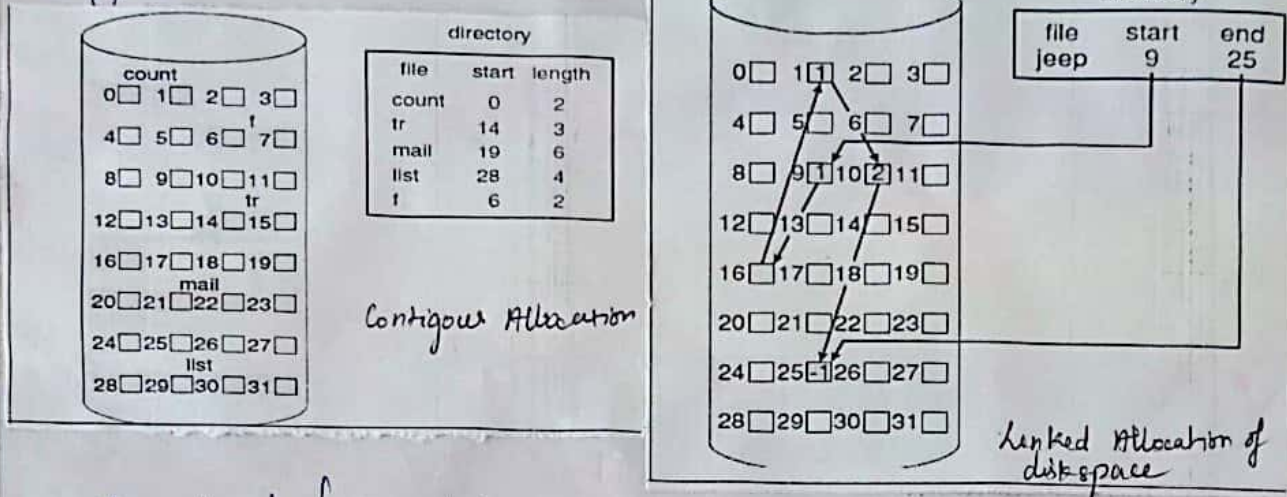 directory
file start length
count 0 2
tr 14 3
mail 19 6
list 28 4
f 6 2
count
0 1 2 3
f
4 5 6 7
8 9 10 11
tr
12 13 14 15
16 17 18 19
mail
20 21 22 23
24 25 26 27
list
28 29 30 31
Contigous Allocation
file start end
jeep 9 25
0 1 1 2 3
4 5 6 7
8 9 1 10 2 11
12 13 14 15
16 17 18 19
20 21 22 23
24 25 -1 26 27
28 29 30 31
Linked Allocation of
diskspace